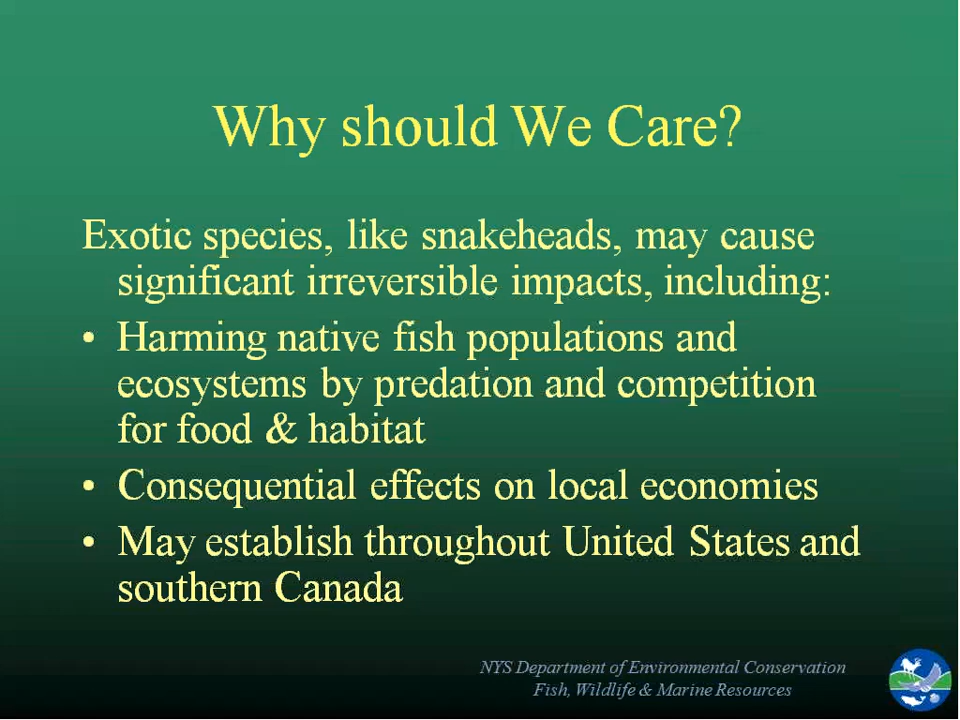 Why should We Care?
Exotic species, like snakeheads, may cause
significant irreversible impacts, including:
• Harming native fish populations and
ecosystems by predation and competition
for food & habitat
• Consequential effects on local economies
• May establish throughout United States and
southern Canada
NYS Department of Environmental Conservation
Fish, Wildlife & Marine Resources